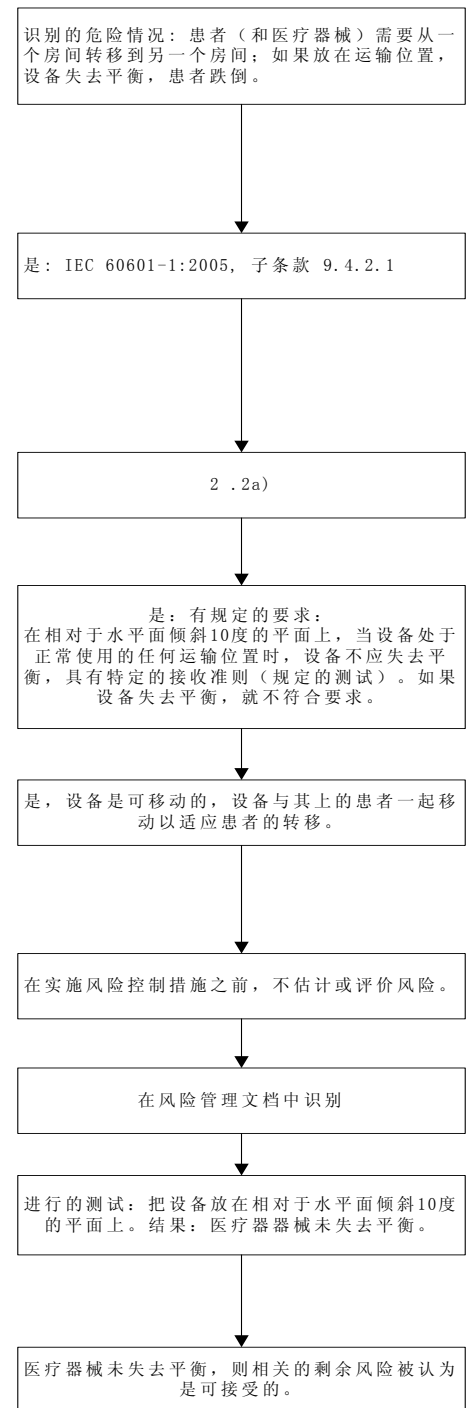 识别的危险情况：患者（和医疗器械）需要从一
个房间转移到另一个房间；如果放在运输位置，
设备失去平衡，患者跌倒。
是：IEC 60601-1:2005, 子条款 9.4.2.1
2 .2a)
是：有规定的要求：
在相对于水平面倾斜10度的平面上，当设备处于
正常使用的任何运输位置时，设备不应失去平
衡，具有特定的接收准则（规定的测试）。如果
设备失去平衡，就不符合要求。
是，设备是可移动的，设备与其上的患者一起移
动以适应患者的转移。
在实施风险控制措施之前，不估计或评价风险。
在风险管理文档中识别
进行的测试：把设备放在相对于水平面倾斜10度
的平面上。结果：医疗器器械未失去平衡。
医疗器械未失去平衡，则相关的剩余风险被认为
是可接受的。